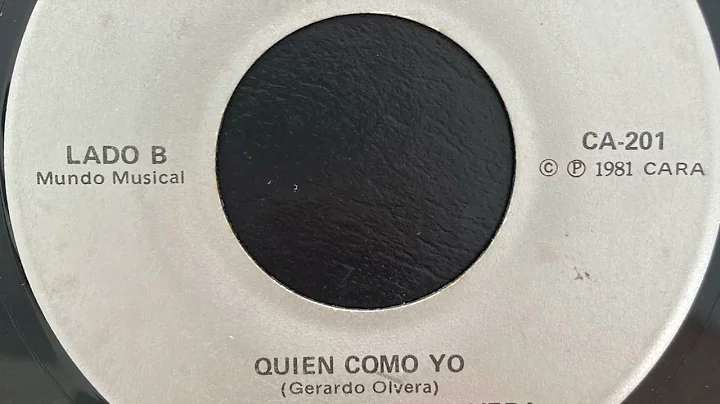 LADO B
Mundo Musical
CA-201
© ℗ 1981 CARA
QUIEN COMO YO
(Gerardo Olvera)